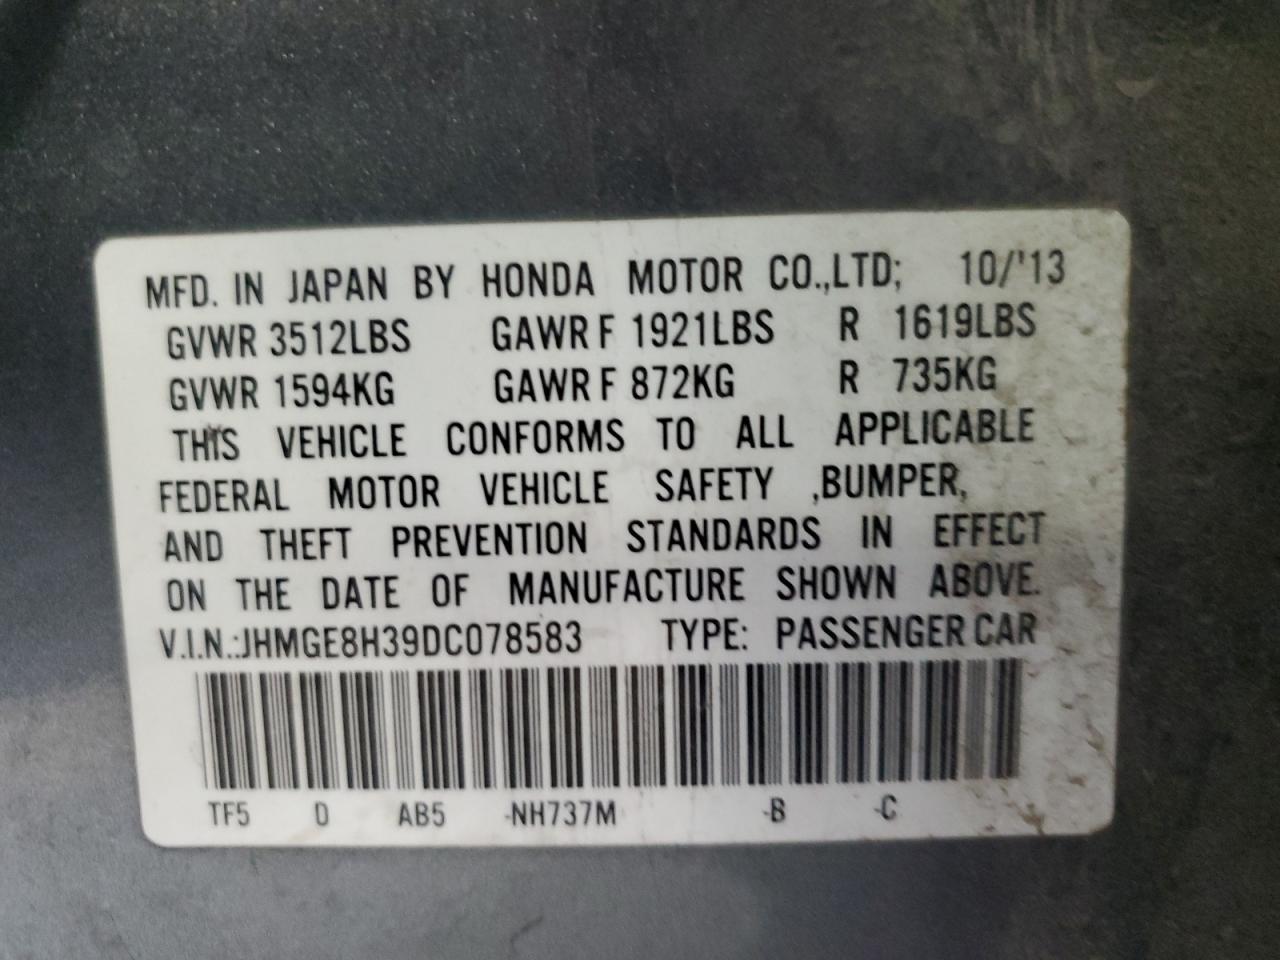 MFD. IN JAPAN BY HONDA MOTOR CO.,LTD; 10/'13
GVWR 3512LBS GAWR F 1921LBS R 1619LBS
GVWR 1594KG GAWR F 872KG R 735KG
THIS VEHICLE CONFORMS TO ALL APPLICABLE
FEDERAL MOTOR VEHICLE SAFETY ,BUMPER,
AND THEFT PREVENTION STANDARDS IN EFFECT
ON THE DATE OF MANUFACTURE SHOWN ABOVE.
V.I.N.:JHMGE8H39DC078583 TYPE: PASSENGER CAR
TF5 D AB5 -NH737M -B -C